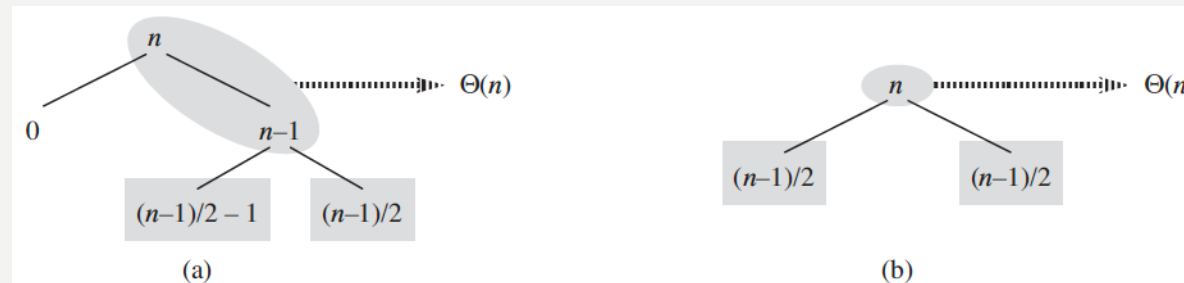 n
Θ(n)
0
n–1
(n–1)/2 – 1
(n–1)/2
(a)
n
Θ(n
(n–1)/2
(n–1)/2
(b)